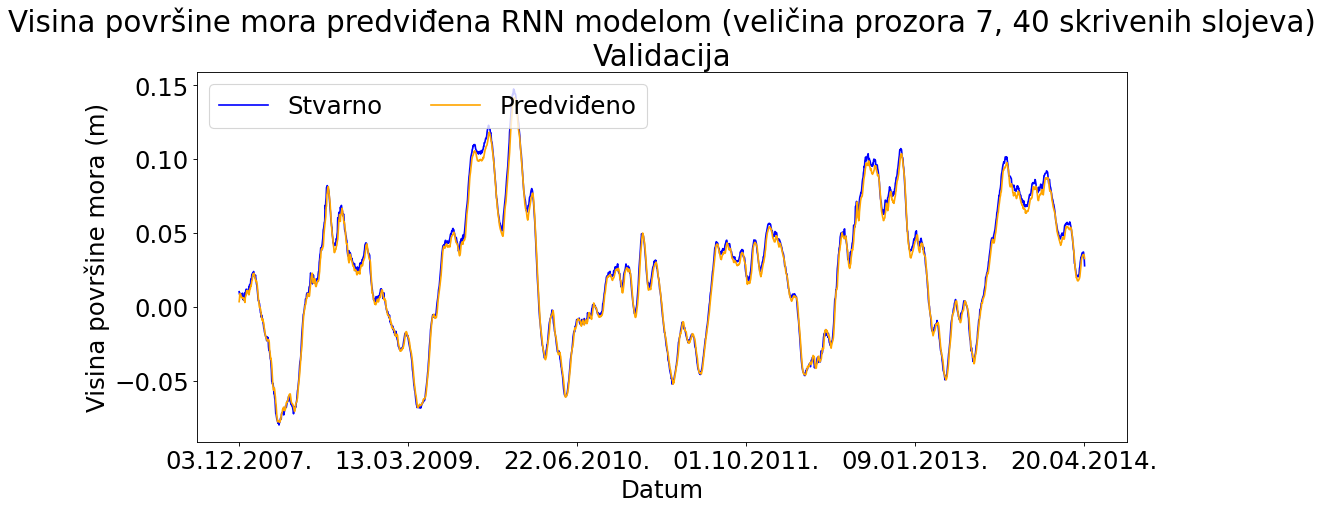 Visina površine mora predviđena RNN modelom (veličina prozora 7, 40 skrivenih slojeva)
Validacija
Stvarno Predviđeno
Visina površine mora (m)
0.15
0.10
0.05
0.00
−0.05
03.12.2007. 13.03.2009. 22.06.2010. 01.10.2011. 09.01.2013. 20.04.2014.
Datum